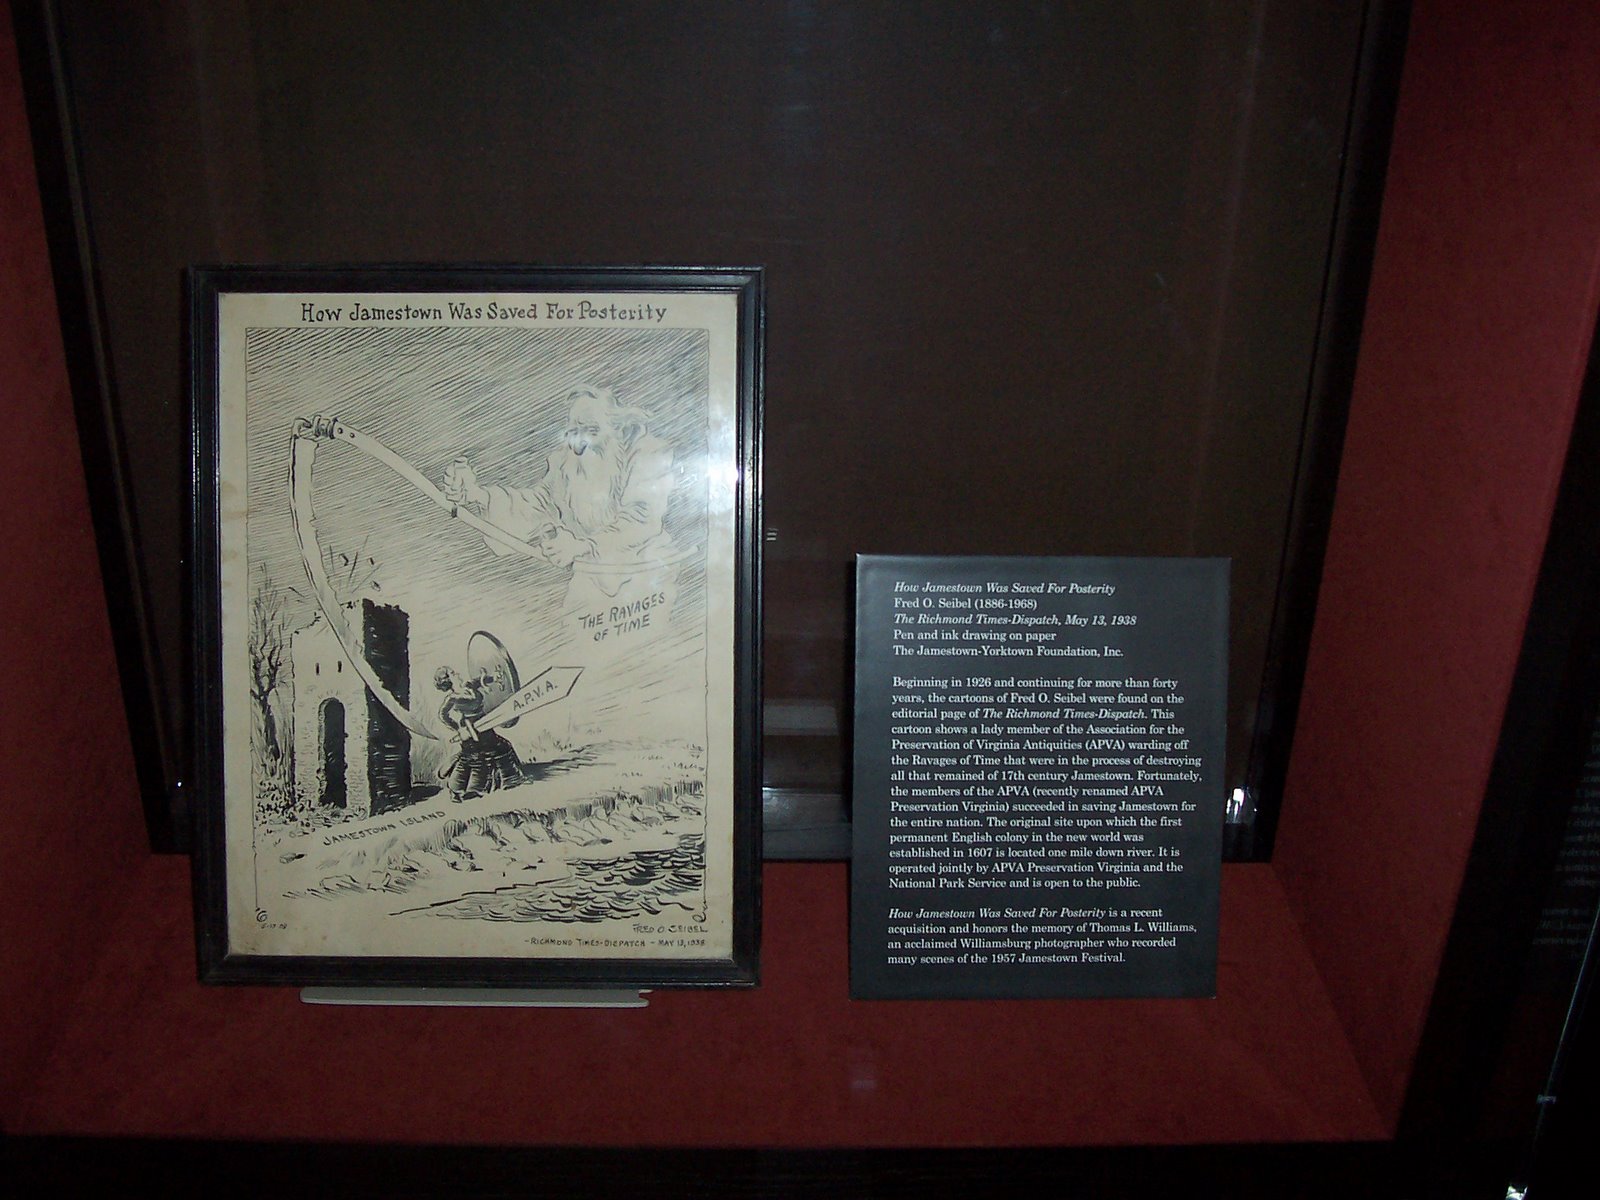 How Jamestown Was Saved For Posterity
THE RAVAGES
OF TIME
A.P.V.A.
JAMESTOWN ISLAND
FRED O. SEIBEL
-RICHMOND TIMES-DISPATCH - MAY 13, 1938
How Jamestown Was Saved For Posterity
Fred O. Seibel (1886-1968)
The Richmond Times-Dispatch, May 13, 1938
Pen and ink drawing on paper
The Jamestown-Yorktown Foundation, Inc.
Beginning in 1926 and continuing for more than forty
years, the cartoons of Fred O. Seibel were found on the
editorial page of The Richmond Times-Dispatch. This
cartoon shows a lady member of the Association for the
Preservation of Virginia Antiquities (APVA) warding off
the Ravages of Time that were in the process of destroying
all that remained of 17th century Jamestown. Fortunately,
the members of the APVA (recently renamed APVA
Preservation Virginia) succeeded in saving Jamestown for
the entire nation. The original site upon which the first
permanent English colony in the new world was
established in 1607 is located one mile down river. It is
operated jointly by APVA Preservation Virginia and the
National Park Service and is open to the public.
How Jamestown Was Saved For Posterity is a recent
acquisition and honors the memory of Thomas L. Williams,
an acclaimed Williamsburg photographer who recorded
many scenes of the 1957 Jamestown Festival.